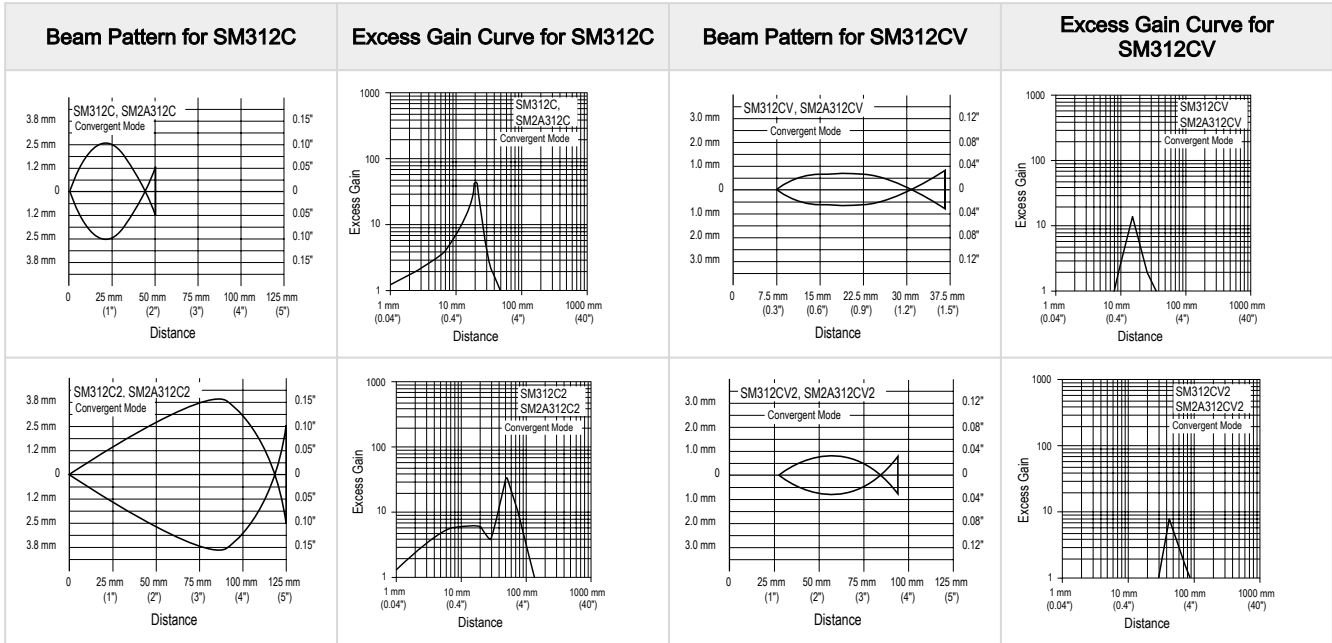 Beam Pattern for SM312C
Excess Gain Curve for SM312C
Beam Pattern for SM312CV
Excess Gain Curve for
SM312CV
SM312C, SM2A312C
Convergent Mode
3.8 mm
2.5 mm
1.2 mm
0
1.2 mm
2.5 mm
3.8 mm
0.15"
0.10"
0.05"
0
0.05"
0.10"
0.15"
0 25 mm 50 mm 75 mm 100 mm 125 mm
(1") (2") (3") (4") (5")
Distance
SM312C,
SM2A312C
Convergent Mode
1000
100
10
1
Excess Gain
1 mm 10 mm 100 mm 1000 mm
(0.04") (0.4") (4") (40")
Distance
SM312CV, SM2A312CV
Convergent Mode
3.0 mm
2.0 mm
1.0 mm
0
1.0 mm
2.0 mm
3.0 mm
0.12"
0.08"
0.04"
0
0.04"
0.08"
0.12"
0 7.5 mm 15 mm 22.5 mm 30 mm 37.5 mm
(0.3") (0.6") (0.9") (1.2") (1.5")
Distance
SM312CV
SM2A312CV
Convergent Mode
1000
100
10
1
Excess Gain
1 mm 10 mm 100 mm 1000 mm
(0.04") (0.4") (4") (40")
Distance
SM312C2, SM2A312C2
Convergent Mode
3.8 mm
2.5 mm
1.2 mm
0
1.2 mm
2.5 mm
3.8 mm
0.15"
0.10"
0.05"
0
0.05"
0.10"
0.15"
0 25 mm 50 mm 75 mm 100 mm 125 mm
(1") (2") (3") (4") (5")
Distance
SM312C2
SM2A312C2
Convergent Mode
1000
100
10
1
Excess Gain
1 mm 10 mm 100 mm 1000 mm
(0.04") (0.4") (4") (40")
Distance
SM312CV2, SM2A312CV2
Convergent Mode
3.0 mm
2.0 mm
1.0 mm
0
1.0 mm
2.0 mm
3.0 mm
0.12"
0.08"
0.04"
0
0.04"
0.08"
0.12"
0 25 mm 50 mm 75 mm 100 mm 125 mm
(1") (2") (3") (4") (5")
Distance
SM312CV2
SM2A312CV2
Convergent Mode
1000
100
10
1
Excess Gain
1 mm 10 mm 100 mm 1000 mm
(0.04") (0.4") (4") (40")
Distance